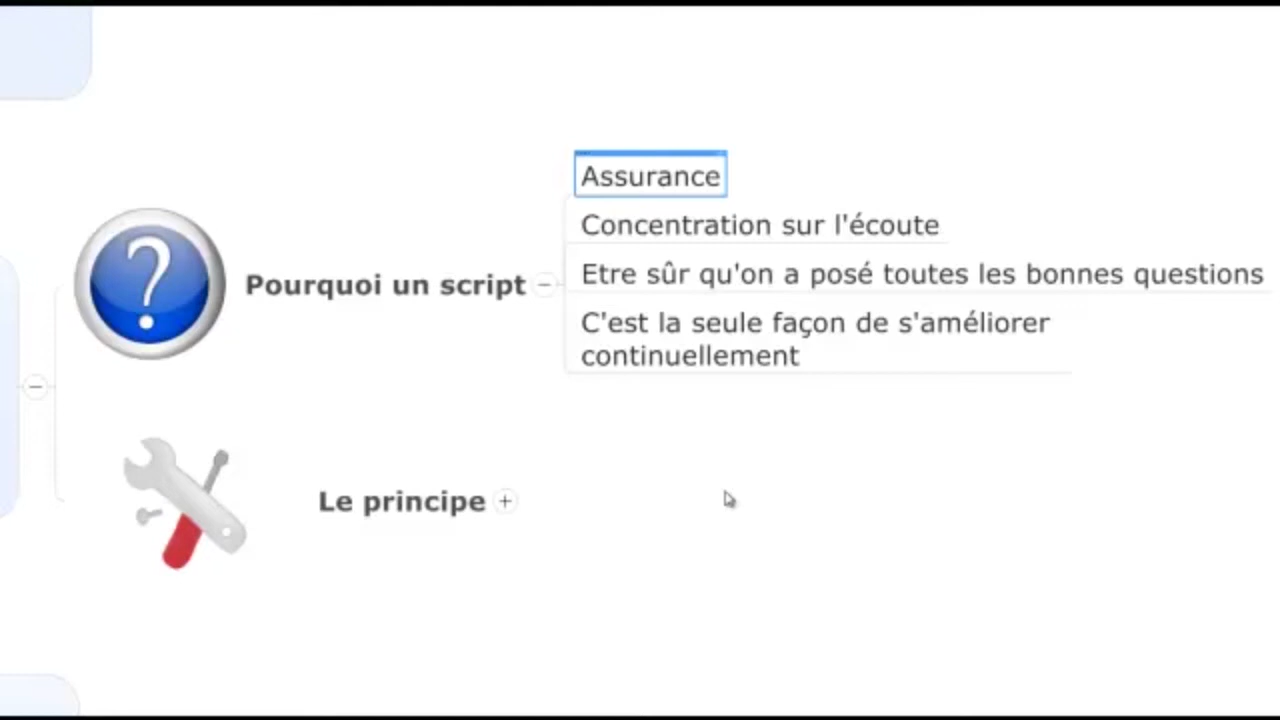 Assurance
Concentration sur l'écoute
Pourquoi un script
Etre sûr qu'on a posé toutes les bonnes questions
C'est la seule façon de s'améliorer
continuellement
Le principe